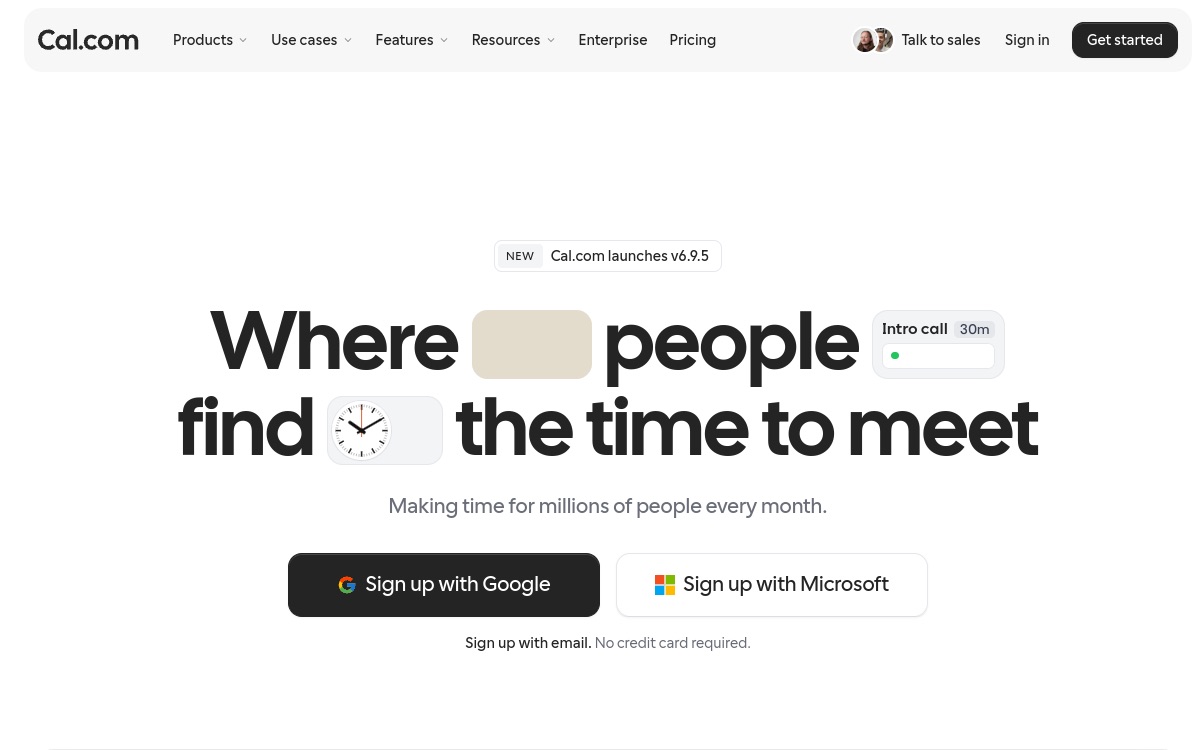 Cal.com Products Use cases Features Resources Enterprise Pricing Talk to sales Sign in Get started
NEW Cal.com launches v6.9.5
Where people
Intro call 30m
find the time to meet
Making time for millions of people every month.
Sign up with Google Sign up with Microsoft
Sign up with email. No credit card required.